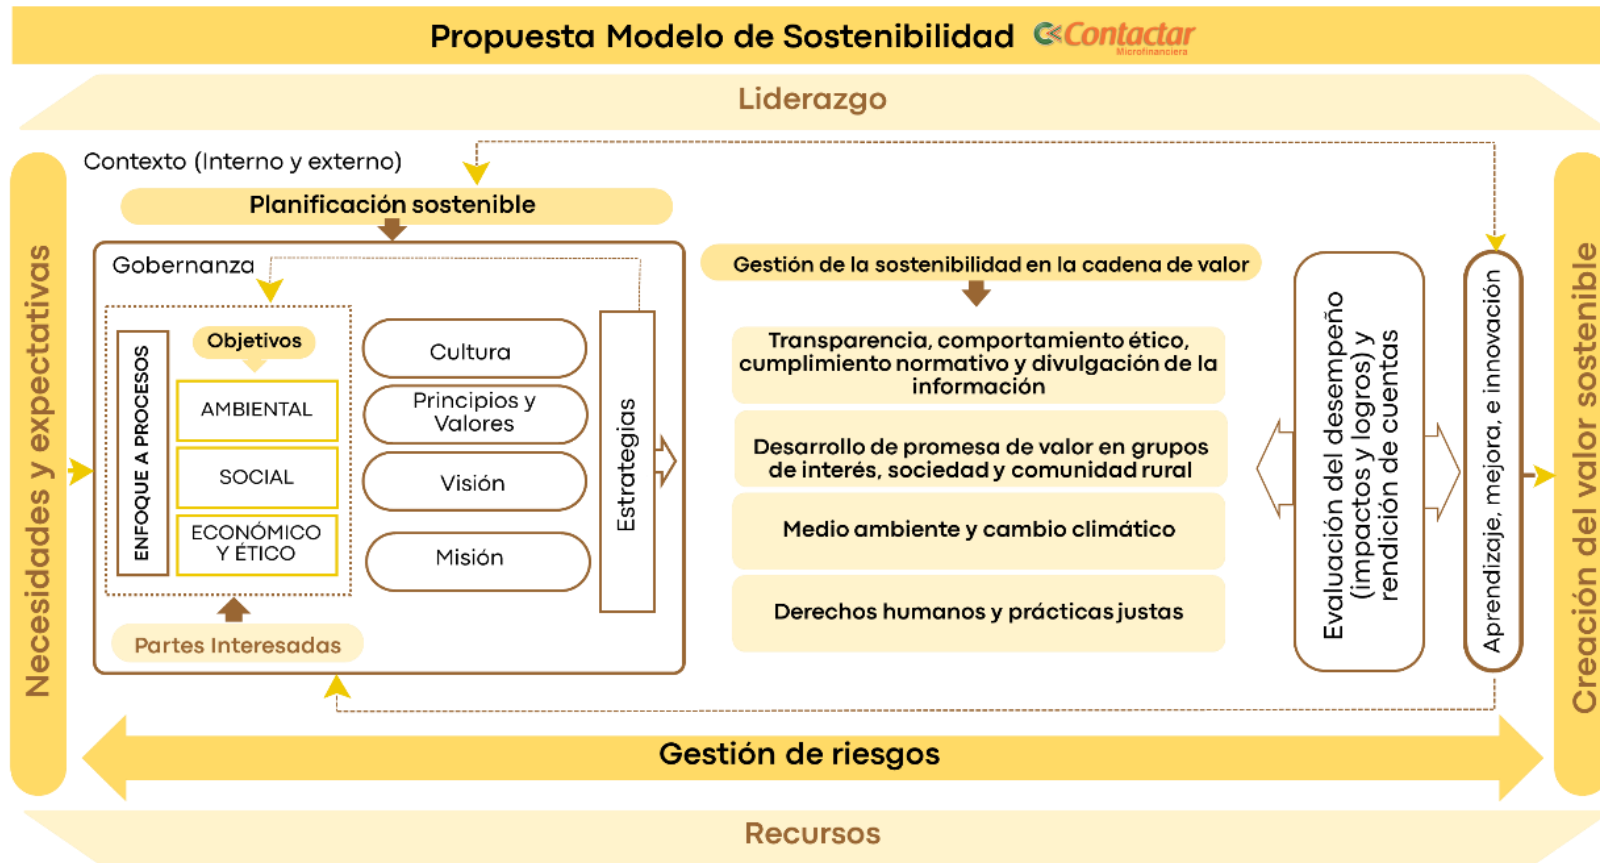 Propuesta Modelo de Sostenibilidad
Contactar
Microfinanciera
Liderazgo
Necesidades y expectativas
Contexto (Interno y externo)
Planificación sostenible
Gobernanza
ENFOQUE A PROCESOS
Objetivos
AMBIENTAL
SOCIAL
ECONÓMICO
Y ÉTICO
Partes Interesadas
Cultura
Principios y
Valores
Visión
Misión
Estrategias
Gestión de la sostenibilidad en la cadena de valor
Transparencia, comportamiento ético,
cumplimiento normativo y divulgación de la
información
Desarrollo de promesa de valor en grupos
de interés, sociedad y comunidad rural
Medio ambiente y cambio climático
Derechos humanos y prácticas justas
Evaluación del desempeño
(impactos y logros) y
rendición de cuentas
Aprendizaje, mejora, e innovación
Creación del valor sostenible
Gestión de riesgos
Recursos